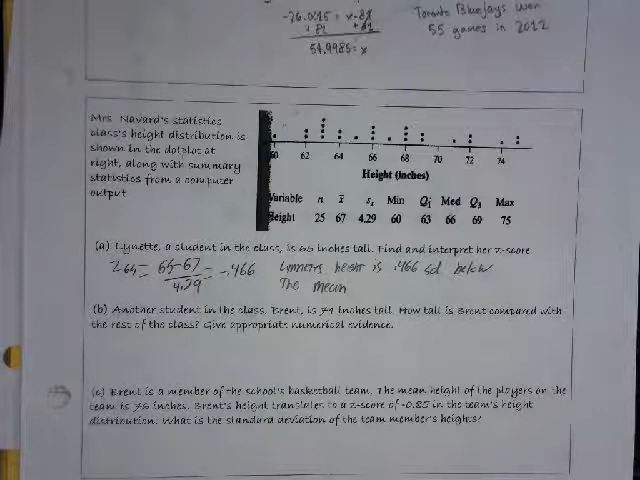 -26.0015 = x-81
+81 +81
54.9985 = x
Toronto BlueJays won
55 games in 2012
Mrs Navard's statistics
class's height distribution is
shown in the dotplot at
right, along with summary
statistics from a computer
output
60 62 64 66 68 70 72 74
Height (inches)
Variable n x̄ sₓ Min Q₁ Med Q₃ Max
Height 25 67 4.29 60 63 66 69 75
(a) Lynette, a student in the class, is 65 inches tall. Find and interpret her z-score
Z65 = 65-67 / 4.29 = -.466 height is .466 sd below
The mean
(b) Another student in the class, Brent, is 74 inches tall. How tall is Brent compared with
the rest of the class? Give appropriate numerical evidence.
(c) Brent is a member of the school's basketball team. The mean height of the players on the
team is 76 inches. Brent's height translates to a z-score of -0.85 in the team's height
distribution. What is the standard deviation of the team member's heights?